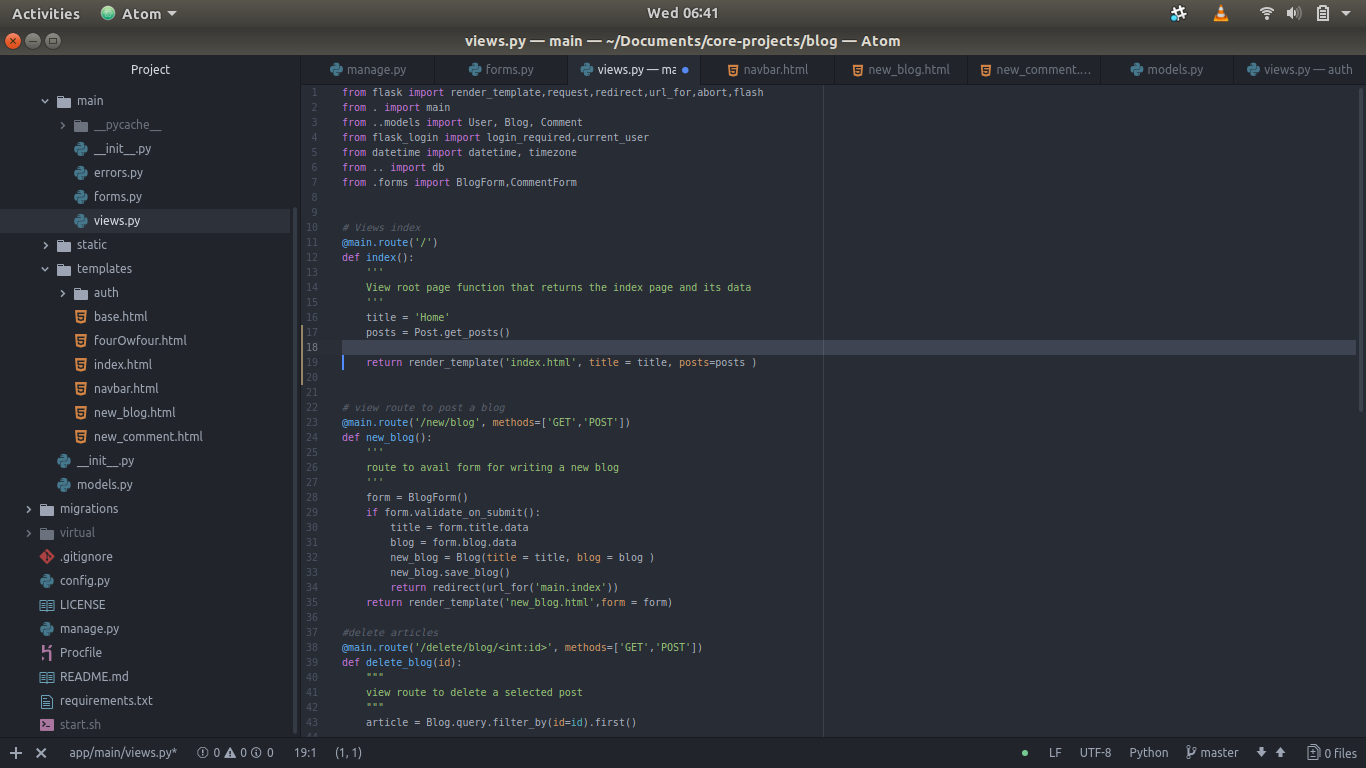 Activities Atom Wed 06:41
views.py — main — ~/Documents/core-projects/blog — Atom
Project
manage.py forms.py views.py — ma navbar.html new_blog.html new_comment.… models.py views.py — auth
main
__pycache__
__init__.py
errors.py
forms.py
views.py
static
templates
auth
base.html
fourOwfour.html
index.html
navbar.html
new_blog.html
new_comment.html
__init__.py
models.py
migrations
virtual
.gitignore
config.py
LICENSE
manage.py
Procfile
README.md
requirements.txt
start.sh
1 from flask import render_template,request,redirect,url_for,abort,flash
2 from . import main
3 from ..models import User, Blog, Comment
4 from flask_login import login_required,current_user
5 from datetime import datetime, timezone
6 from .. import db
7 from .forms import BlogForm,CommentForm
8
9
10 # Views index
11 @main.route('/')
12 def index():
13     '''
14     View root page function that returns the index page and its data
15     '''
16     title = 'Home'
17     posts = Post.get_posts()
18
19     return render_template('index.html', title = title, posts=posts )
20
21
22 # view route to post a blog
23 @main.route('/new/blog', methods=['GET','POST'])
24 def new_blog():
25     '''
26     route to avail form for writing a new blog
27     '''
28     form = BlogForm()
29     if form.validate_on_submit():
30         title = form.title.data
31         blog = form.blog.data
32         new_blog = Blog(title = title, blog = blog )
33         new_blog.save_blog()
34         return redirect(url_for('main.index'))
35     return render_template('new_blog.html',form = form)
36
37 #delete articles
38 @main.route('/delete/blog/<int:id>', methods=['GET','POST'])
39 def delete_blog(id):
40     """
41     view route to delete a selected post
42     """
43     article = Blog.query.filter_by(id=id).first()
44
app/main/views.py* 0 0 0 19:1 (1, 1) LF UTF-8 Python master 0 files